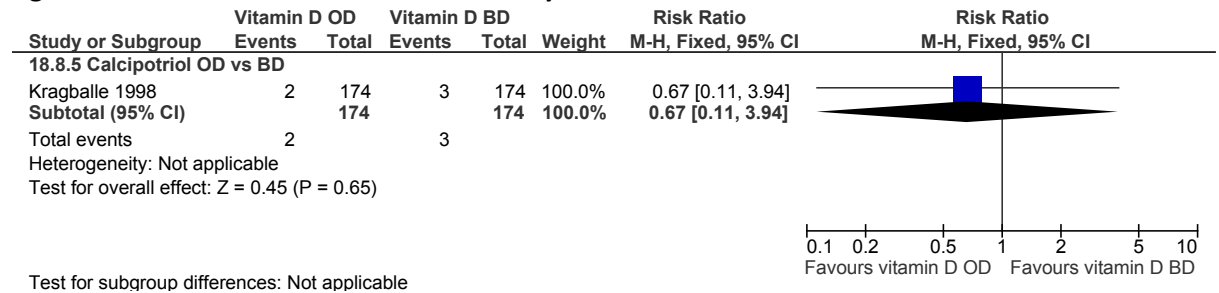 Vitamin D OD Vitamin D BD Risk Ratio Risk Ratio
Study or Subgroup Events Total Events Total Weight M-H, Fixed, 95% CI M-H, Fixed, 95% CI
18.8.5 Calcipotriol OD vs BD
Kragballe 1998 2 174 3 174 100.0% 0.67 [0.11, 3.94]
Subtotal (95% CI) 174 174 100.0% 0.67 [0.11, 3.94]
Total events 2 3
Heterogeneity: Not applicable
Test for overall effect: Z = 0.45 (P = 0.65)
0.1 0.2 0.5 1 2 5 10
Favours vitamin D OD Favours vitamin D BD
Test for subgroup differences: Not applicable